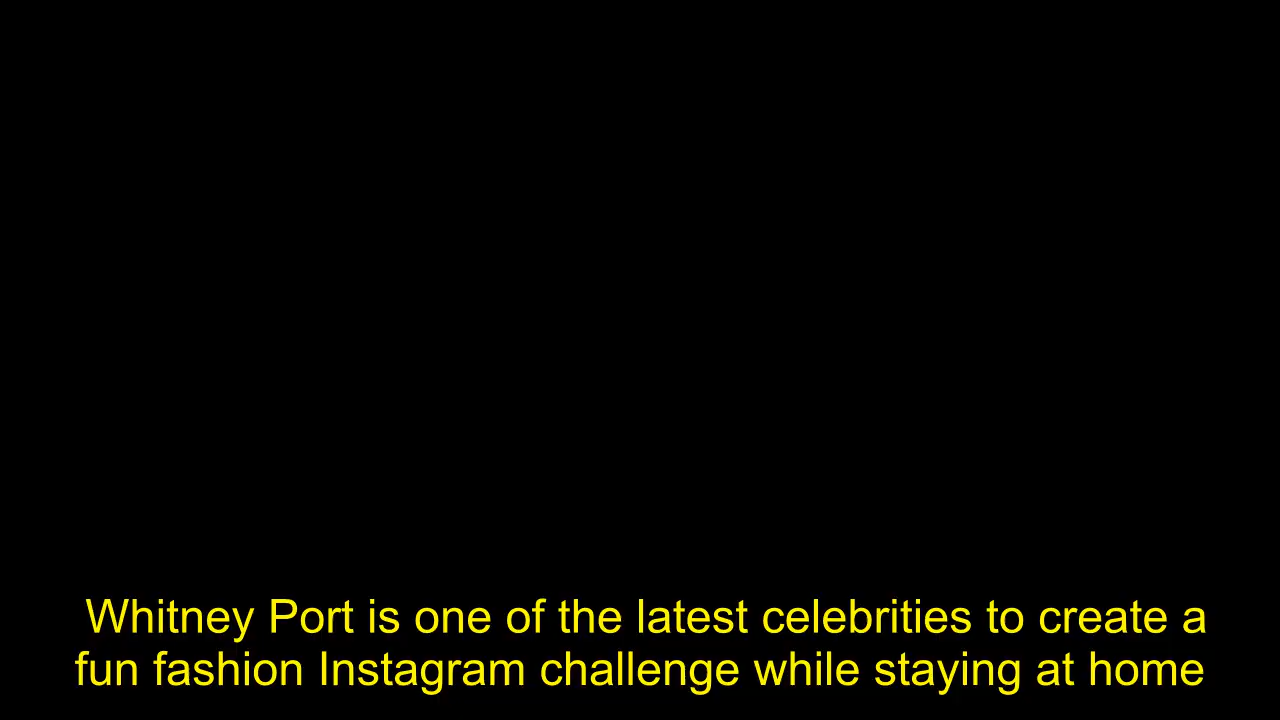 Whitney Port is one of the latest celebrities to create a
fun fashion Instagram challenge while staying at home